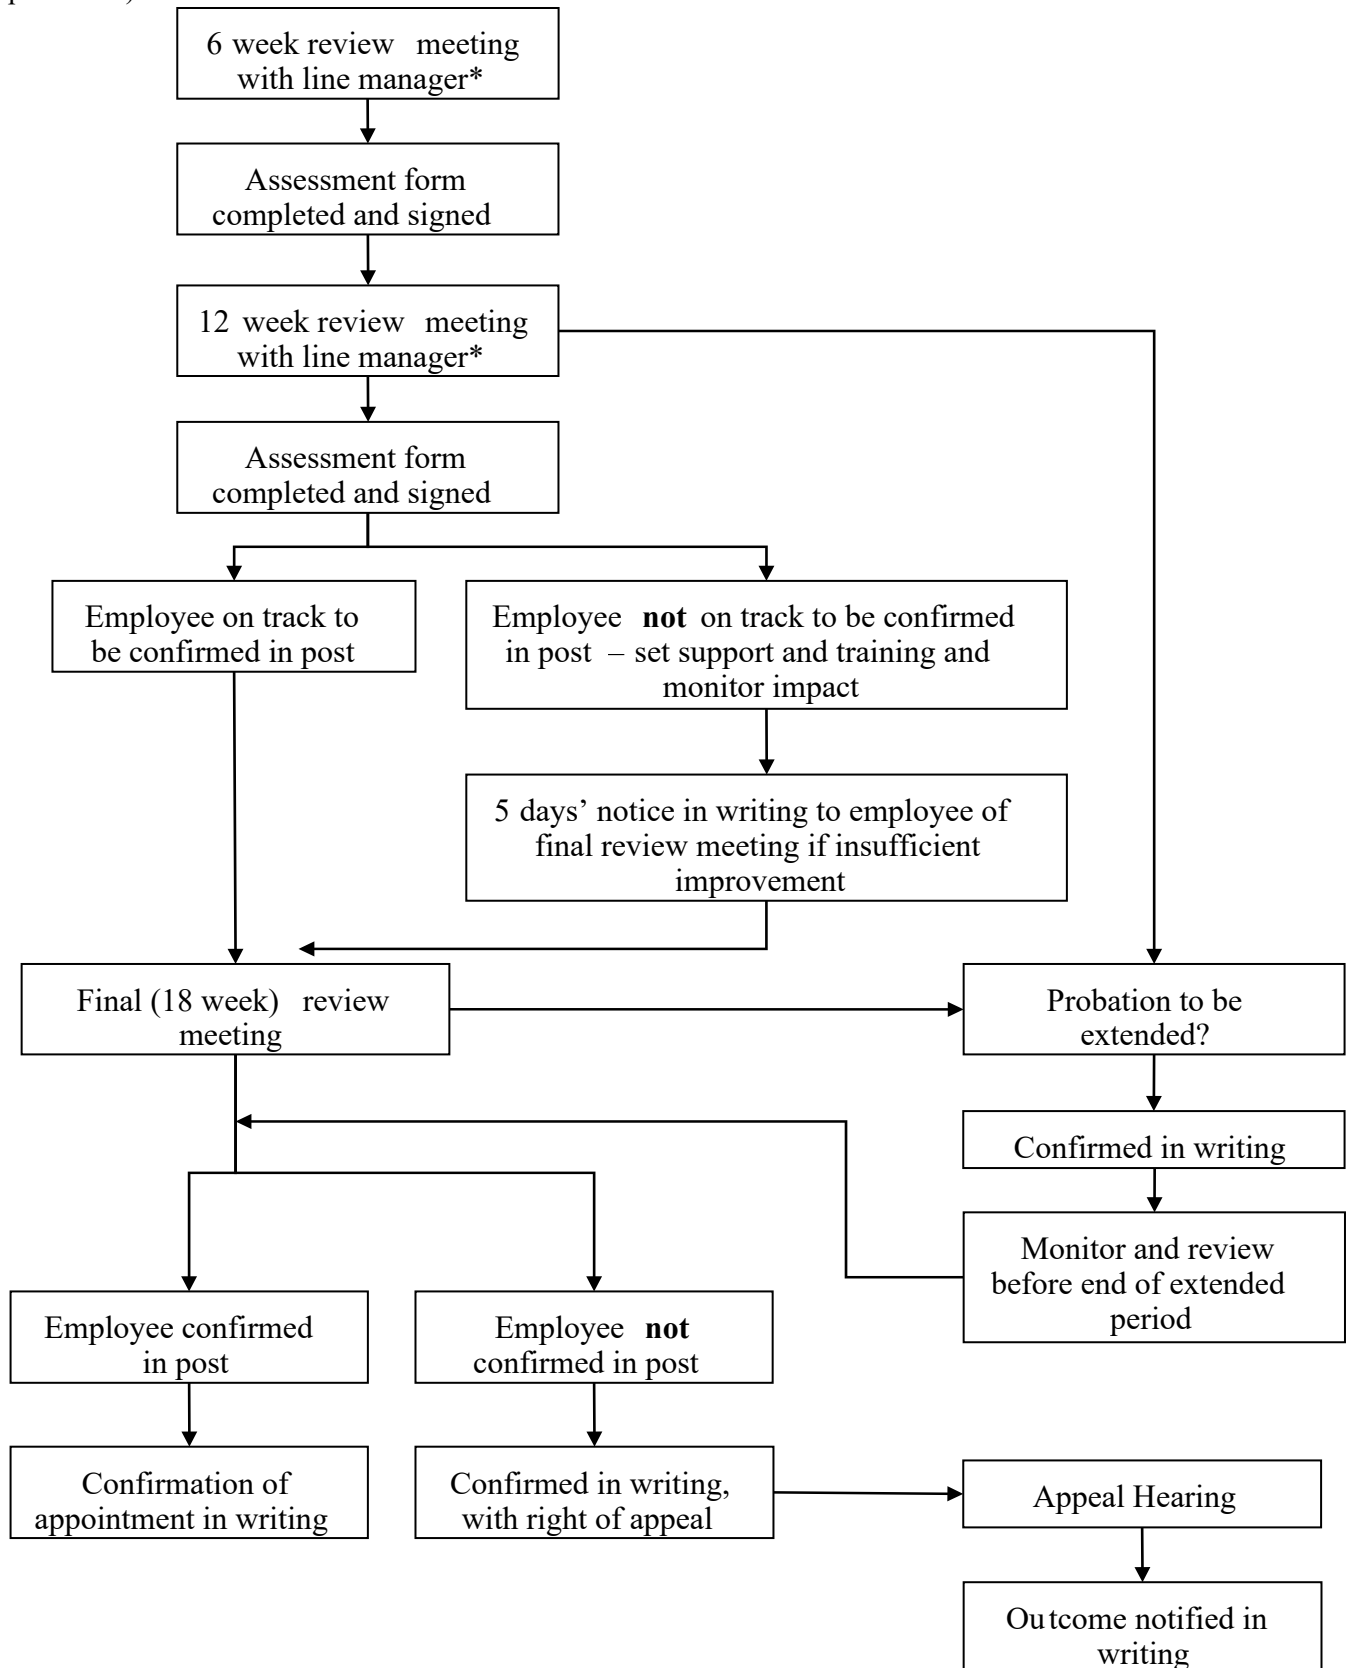 6 week review meeting
with line manager*
Assessment form
completed and signed
12 week review meeting
with line manager*
Assessment form
completed and signed
Employee on track to
be confirmed in post
Employee not on track to be confirmed
in post – set support and training and
monitor impact
5 days’ notice in writing to employee of
final review meeting if insufficient
improvement
Final (18 week) review
meeting
Probation to be
extended?
Confirmed in writing
Monitor and review
before end of extended
period
Employee confirmed
in post
Employee not
confirmed in post
Confirmation of
appointment in writing
Confirmed in writing,
with right of appeal
Appeal Hearing
Outcome notified in
writing